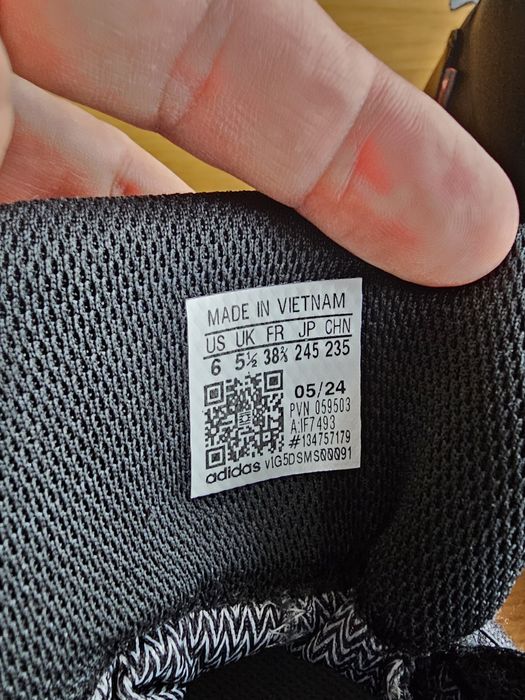 MADE IN VIETNAM
US UK FR JP CHN
6 5½ 38⅔ 245 235
05/24
PVN 059503
A:IF7493
#134757179
adidas vIG5DSMS00091